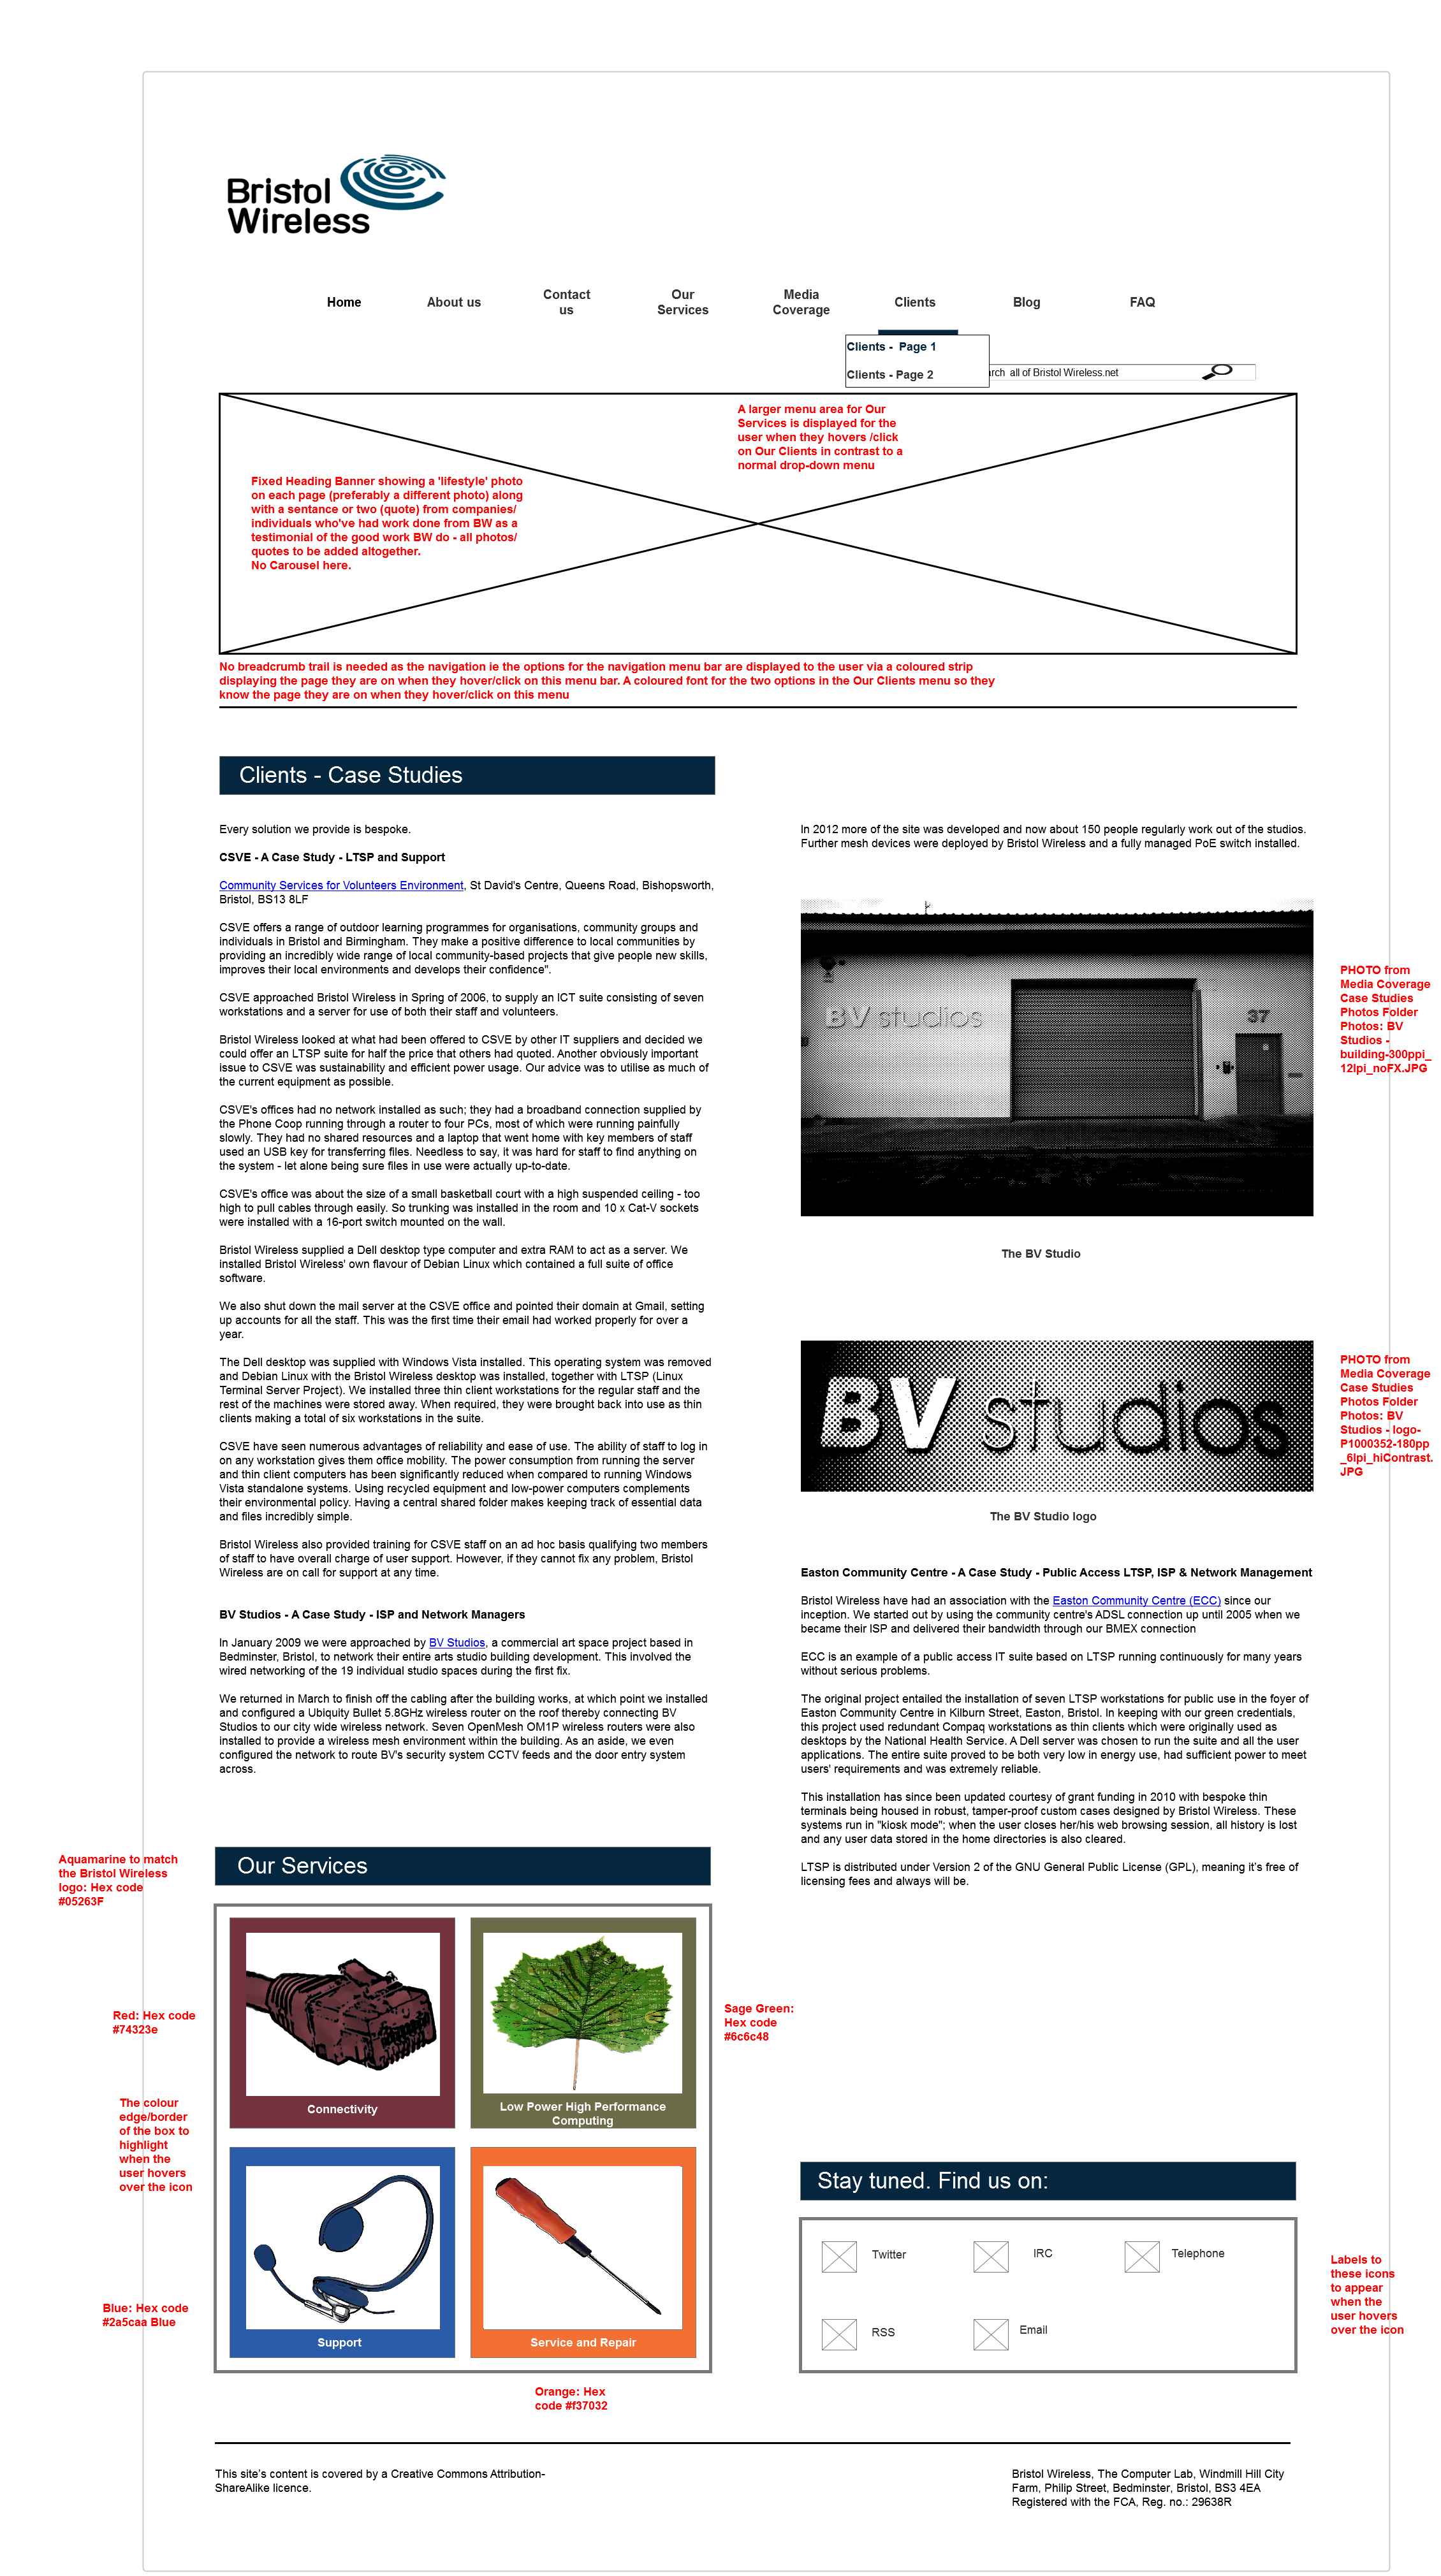 Bristol
Wireless
Home
About us
Contact
us
Our
Services
Media
Coverage
Clients
Blog
FAQ
Clients -  Page 1
Clients - Page 2
rch  all of Bristol Wireless.net
A larger menu area for Our
Services is displayed for the
user when they hovers /click
on Our Clients in contrast to a
normal drop-down menu
Fixed Heading Banner showing a 'lifestyle' photo
on each page (preferably a different photo) along
with a sentance or two (quote) from companies/
individuals who've had work done from BW as a
testimonial of the good work BW do - all photos/
quotes to be added altogether.
No Carousel here.
No breadcrumb trail is needed as the navigation ie the options for the navigation menu bar are displayed to the user via a coloured strip
displaying the page they are on when they hover/click on this menu bar. A coloured font for the two options in the Our Clients menu so they
know the page they are on when they hover/click on this menu
Clients - Case Studies
Every solution we provide is bespoke.
CSVE - A Case Study - LTSP and Support
Community Services for Volunteers Environment, St David's Centre, Queens Road, Bishopsworth,
Bristol, BS13 8LF
CSVE offers a range of outdoor learning programmes for organisations, community groups and
individuals in Bristol and Birmingham. They make a positive difference to local communities by
providing an incredibly wide range of local community-based projects that give people new skills,
improves their local environments and develops their confidence".
CSVE approached Bristol Wireless in Spring of 2006, to supply an ICT suite consisting of seven
workstations and a server for use of both their staff and volunteers.
Bristol Wireless looked at what had been offered to CSVE by other IT suppliers and decided we
could offer an LTSP suite for half the price that others had quoted. Another obviously important
issue to CSVE was sustainability and efficient power usage. Our advice was to utilise as much of
the current equipment as possible.
CSVE's offices had no network installed as such; they had a broadband connection supplied by
the Phone Coop running through a router to four PCs, most of which were running painfully
slowly. They had no shared resources and a laptop that went home with key members of staff
used an USB key for transferring files. Needless to say, it was hard for staff to find anything on
the system - let alone being sure files in use were actually up-to-date.
CSVE's office was about the size of a small basketball court with a high suspended ceiling - too
high to pull cables through easily. So trunking was installed in the room and 10 x Cat-V sockets
were installed with a 16-port switch mounted on the wall.
Bristol Wireless supplied a Dell desktop type computer and extra RAM to act as a server. We
installed Bristol Wireless' own flavour of Debian Linux which contained a full suite of office
software.
We also shut down the mail server at the CSVE office and pointed their domain at Gmail, setting
up accounts for all the staff. This was the first time their email had worked properly for over a
year.
The Dell desktop was supplied with Windows Vista installed. This operating system was removed
and Debian Linux with the Bristol Wireless desktop was installed, together with LTSP (Linux
Terminal Server Project). We installed three thin client workstations for the regular staff and the
rest of the machines were stored away. When required, they were brought back into use as thin
clients making a total of six workstations in the suite.
CSVE have seen numerous advantages of reliability and ease of use. The ability of staff to log in
on any workstation gives them office mobility. The power consumption from running the server
and thin client computers has been significantly reduced when compared to running Windows
Vista standalone systems. Using recycled equipment and low-power computers complements
their environmental policy. Having a central shared folder makes keeping track of essential data
and files incredibly simple.
Bristol Wireless also provided training for CSVE staff on an ad hoc basis qualifying two members
of staff to have overall charge of user support. However, if they cannot fix any problem, Bristol
Wireless are on call for support at any time.
BV Studios - A Case Study - ISP and Network Managers
In January 2009 we were approached by BV Studios, a commercial art space project based in
Bedminster, Bristol, to network their entire arts studio building development. This involved the
wired networking of the 19 individual studio spaces during the first fix.
We returned in March to finish off the cabling after the building works, at which point we installed
and configured a Ubiquity Bullet 5.8GHz wireless router on the roof thereby connecting BV
Studios to our city wide wireless network. Seven OpenMesh OM1P wireless routers were also
installed to provide a wireless mesh environment within the building. As an aside, we even
configured the network to route BV's security system CCTV feeds and the door entry system
across.
In 2012 more of the site was developed and now about 150 people regularly work out of the studios.
Further mesh devices were deployed by Bristol Wireless and a fully managed PoE switch installed.
BV studios
37
PHOTO from
Media Coverage
Case Studies
Photos Folder
Photos: BV
Studios -
building-300ppi_
12lpi_noFX.JPG
The BV Studio
BV studios
PHOTO from
Media Coverage
Case Studies
Photos Folder
Photos: BV
Studios - logo-
P1000352-180pp
_6lpi_hiContrast.
JPG
The BV Studio logo
Easton Community Centre - A Case Study - Public Access LTSP, ISP & Network Management
Bristol Wireless have had an association with the Easton Community Centre (ECC) since our
inception. We started out by using the community centre's ADSL connection up until 2005 when we
became their ISP and delivered their bandwidth through our BMEX connection
ECC is an example of a public access IT suite based on LTSP running continuously for many years
without serious problems.
The original project entailed the installation of seven LTSP workstations for public use in the foyer of
Easton Community Centre in Kilburn Street, Easton, Bristol. In keeping with our green credentials,
this project used redundant Compaq workstations as thin clients which were originally used as
desktops by the National Health Service. A Dell server was chosen to run the suite and all the user
applications. The entire suite proved to be both very low in energy use, had sufficient power to meet
users' requirements and was extremely reliable.
This installation has since been updated courtesy of grant funding in 2010 with bespoke thin
terminals being housed in robust, tamper-proof custom cases designed by Bristol Wireless. These
systems run in "kiosk mode"; when the user closes her/his web browsing session, all history is lost
and any user data stored in the home directories is also cleared.
LTSP is distributed under Version 2 of the GNU General Public License (GPL), meaning it's free of
licensing fees and always will be.
Aquamarine to match
the Bristol Wireless
logo: Hex code
#05263F
Our Services
Red: Hex code
#74323e
Sage Green:
Hex code
#6c6c48
Connectivity
Low Power High Performance
Computing
The colour
edge/border
of the box to
highlight
when the
user hovers
over the icon
Blue: Hex code
#2a5caa Blue
Support
Service and Repair
Orange: Hex
code #f37032
Stay tuned. Find us on:
Twitter
IRC
Telephone
RSS
Email
Labels to
these icons
to appear
when the
user hovers
over the icon
This site's content is covered by a Creative Commons Attribution-
ShareAlike licence.
Bristol Wireless, The Computer Lab, Windmill Hill City
Farm, Philip Street, Bedminster, Bristol, BS3 4EA
Registered with the FCA, Reg. no.: 29638R